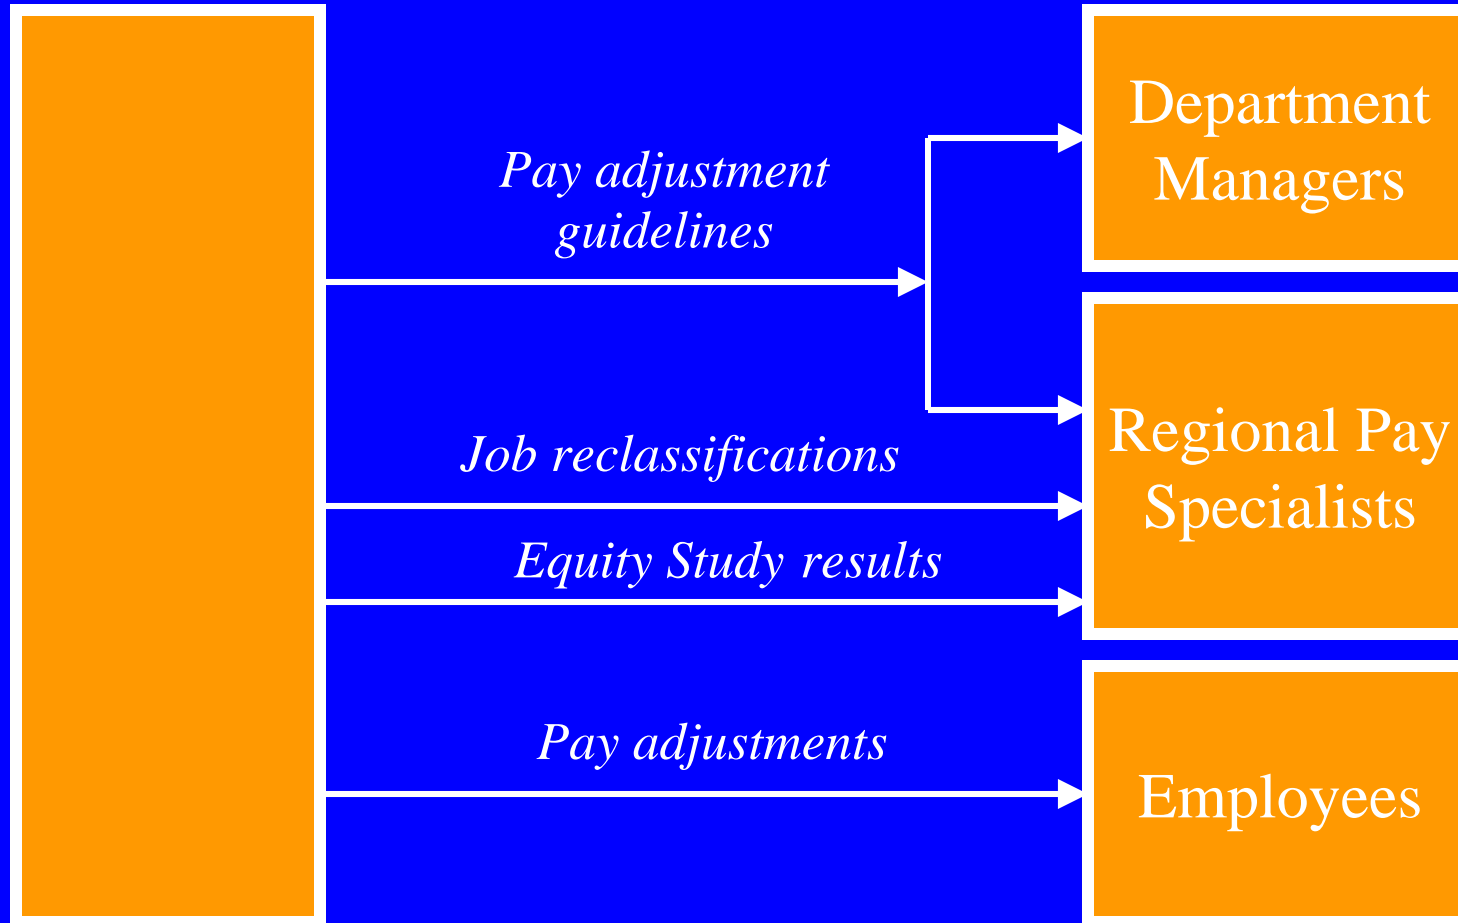 Department
Managers
Pay adjustment
guidelines
Job reclassifications
Regional Pay
Specialists
Equity Study results
Pay adjustments
Employees